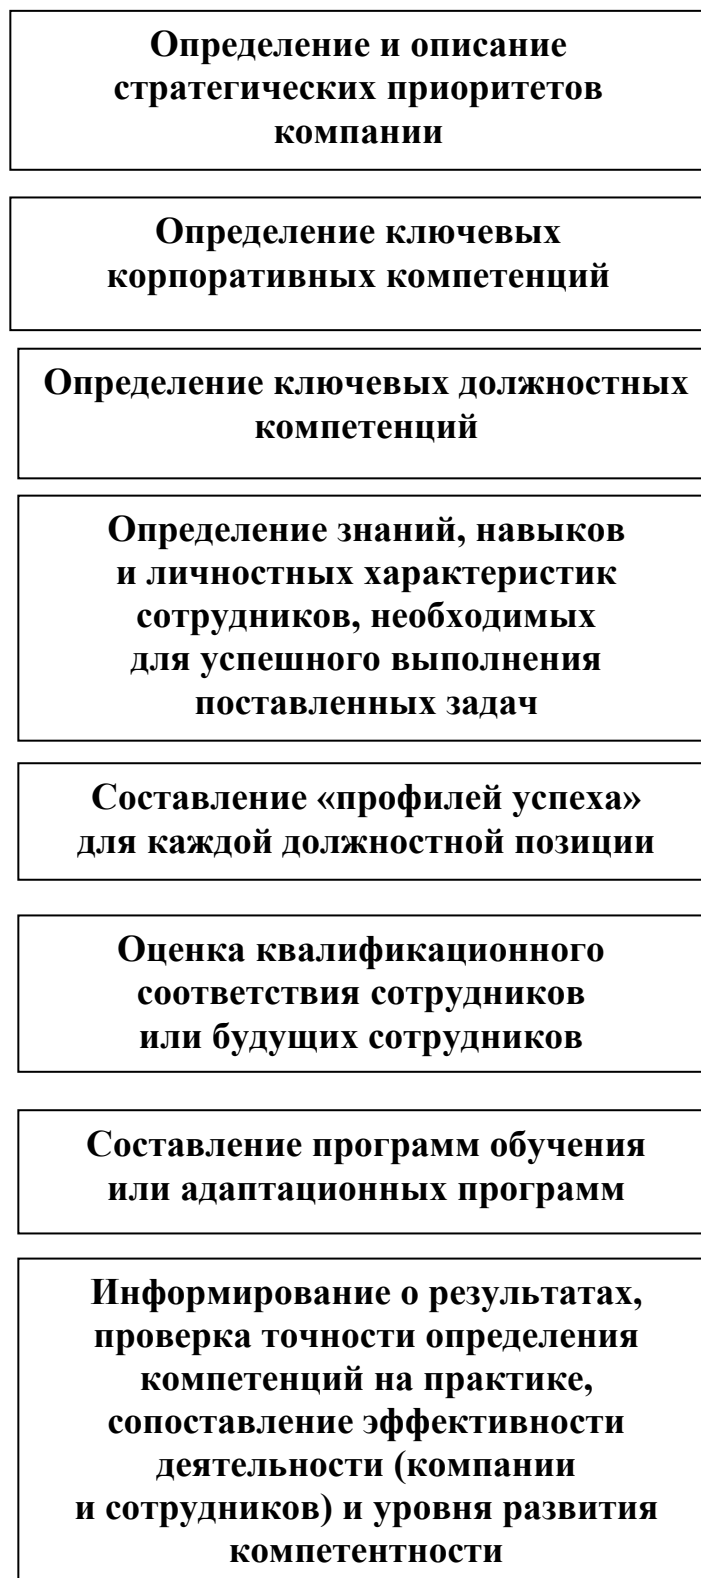 Определение и описание
стратегических приоритетов
компании
Определение ключевых
корпоративных компетенций
Определение ключевых должностных
компетенций
Определение знаний, навыков
и личностных характеристик
сотрудников, необходимых
для успешного выполнения
поставленных задач
Составление «профилей успеха»
для каждой должностной позиции
Оценка квалификационного
соответствия сотрудников
или будущих сотрудников
Составление программ обучения
или адаптационных программ
Информирование о результатах,
проверка точности определения
компетенций на практике,
сопоставление эффективности
деятельности (компании
и сотрудников) и уровня развития
компетентности